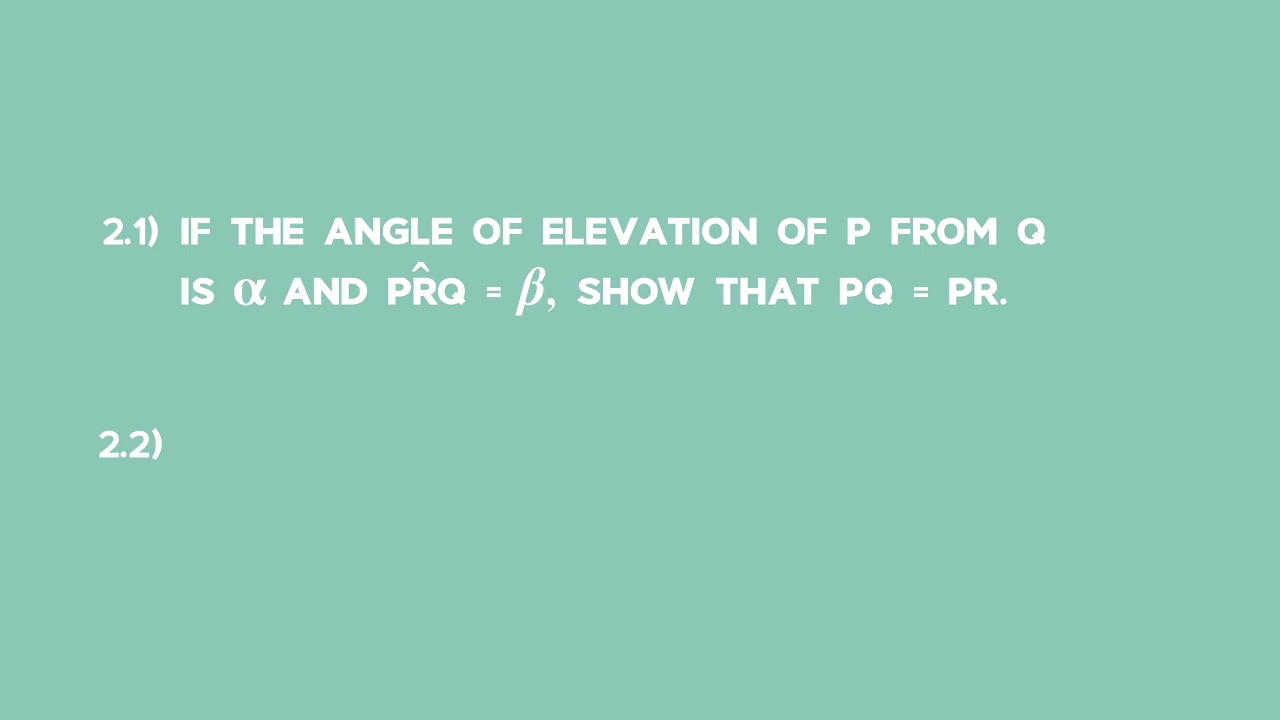 2.1) IF THE ANGLE OF ELEVATION OF P FROM Q
IS α AND PR̂Q = β, SHOW THAT PQ = PR.
2.2)